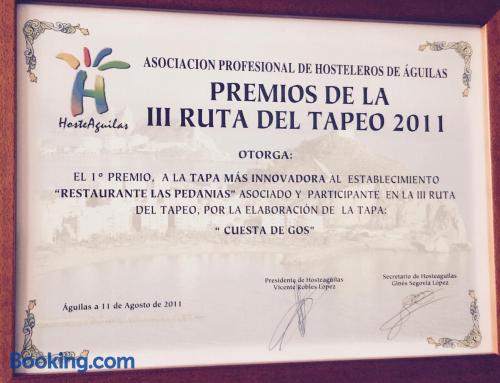 ASOCIACION PROFESIONAL DE HOSTELEROS DE ÁGUILAS
PREMIOS DE LA
III RUTA DEL TAPEO 2011
HosteAguilas
OTORGA:
EL 1º PREMIO, A LA TAPA MÁS INNOVADORA AL ESTABLECIMIENTO
“RESTAURANTE LAS PEDANIAS” ASOCIADO Y PARTICIPANTE EN LA III RUTA
DEL TAPEO, POR LA ELABORACIÓN DE LA TAPA:
“ CUESTA DE GOS”
Presidente de Hosteaguilas
Vicente Robles López
Secretario de Hosteaguilas
Ginés Segovia López
Águilas a 11 de Agosto de 2011
Booking.com